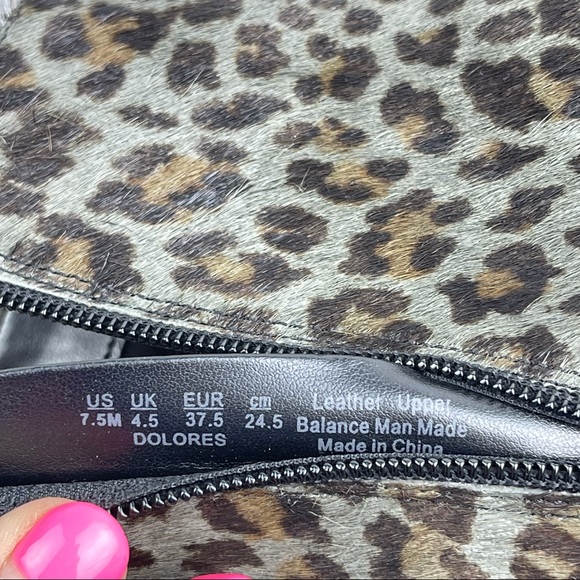 US UK EUR cm Leather Upper
7.5M 4.5 37.5 24.5 Balance Man Made
DOLORES Made in China